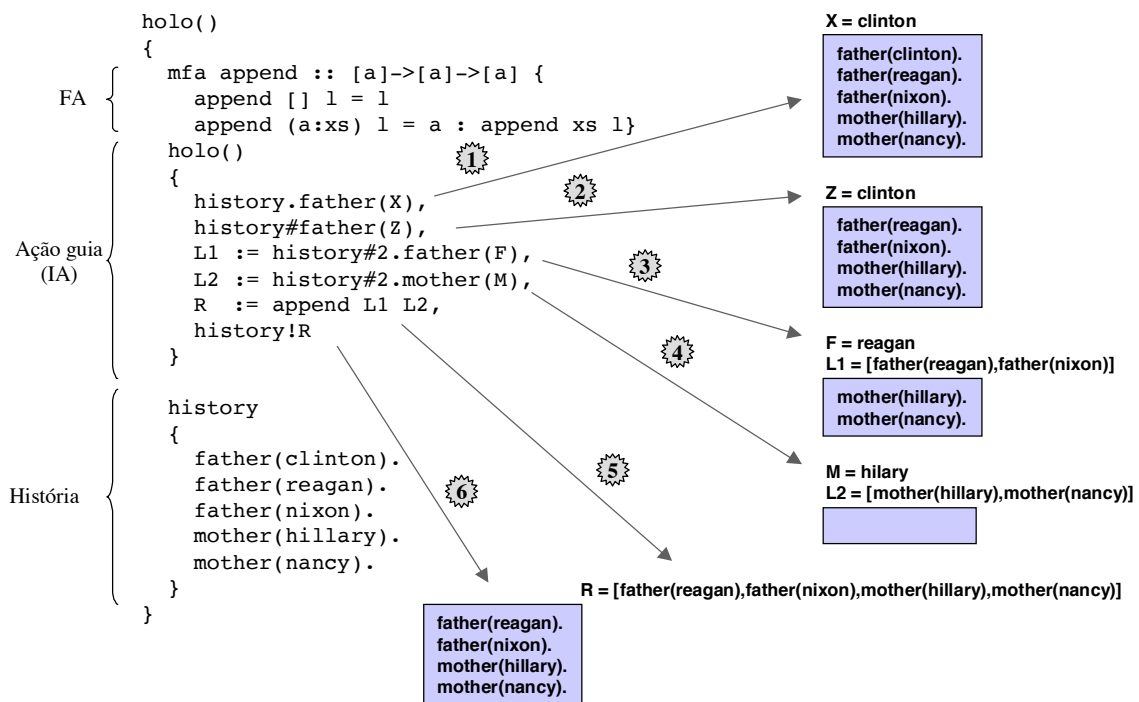 holo()
{
mfa append :: [a]->[a]->[a] {
append [] l = l
append (a:xs) l = a : append xs l}
holo()
{
history.father(X),
history#father(Z),
L1 := history#2.father(F),
L2 := history#2.mother(M),
R  := append L1 L2,
history!R
}
history
{
father(clinton).
father(reagan).
father(nixon).
mother(hillary).
mother(nancy).
}
}
FA
Ação guia
(IA)
História
1
2
3
4
5
6
X = clinton
father(clinton).
father(reagan).
father(nixon).
mother(hillary).
mother(nancy).
Z = clinton
father(reagan).
father(nixon).
mother(hillary).
mother(nancy).
F = reagan
L1 = [father(reagan),father(nixon)]
mother(hillary).
mother(nancy).
M = hilary
L2 = [mother(hillary),mother(nancy)]
R = [father(reagan),father(nixon),mother(hillary),mother(nancy)]
father(reagan).
father(nixon).
mother(hillary).
mother(nancy).